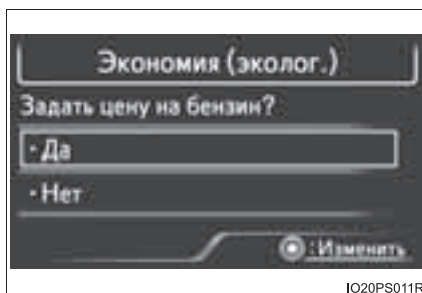 Экономия (эколог.)
Задать цену на бензин?
· Да
· Нет
: Изменить
IO20PS011R